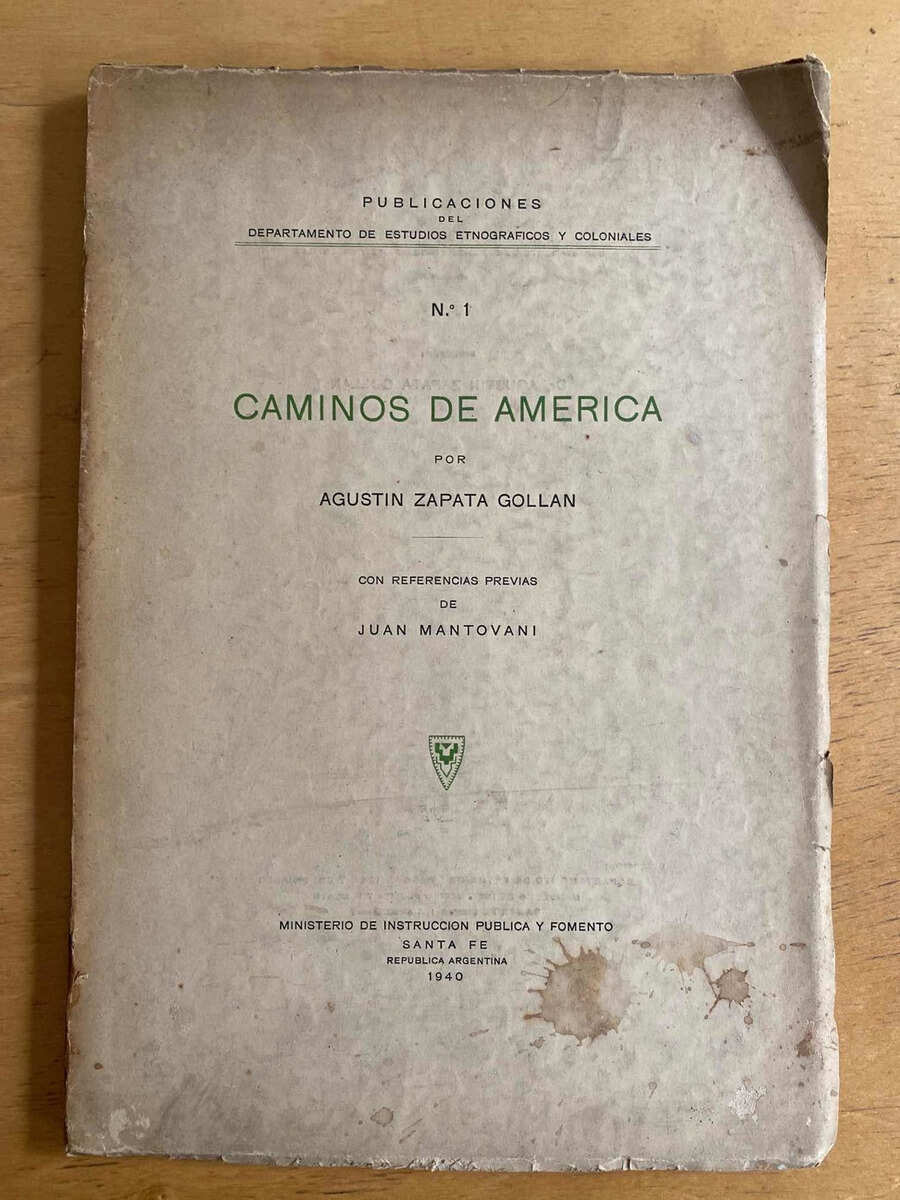 PUBLICACIONES
DEL
DEPARTAMENTO DE ESTUDIOS ETNOGRAFICOS Y COLONIALES
N.º 1
CAMINOS DE AMERICA
POR
AGUSTIN ZAPATA GOLLAN
CON REFERENCIAS PREVIAS
DE
JUAN MANTOVANI
MINISTERIO DE INSTRUCCION PUBLICA Y FOMENTO
SANTA FE
REPUBLICA ARGENTINA
1940